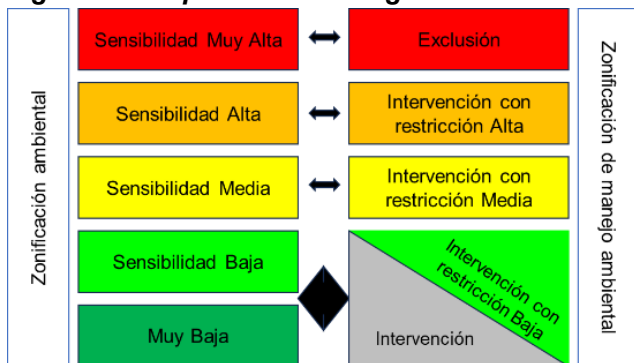 Zonificación ambiental
Sensibilidad Muy Alta
Exclusión
Sensibilidad Alta
Intervención con
restricción Alta
Sensibilidad Media
Intervención con
restricción Media
Sensibilidad Baja
Muy Baja
Intervención con
restricción Baja
Intervención
Zonificación de manejo ambiental